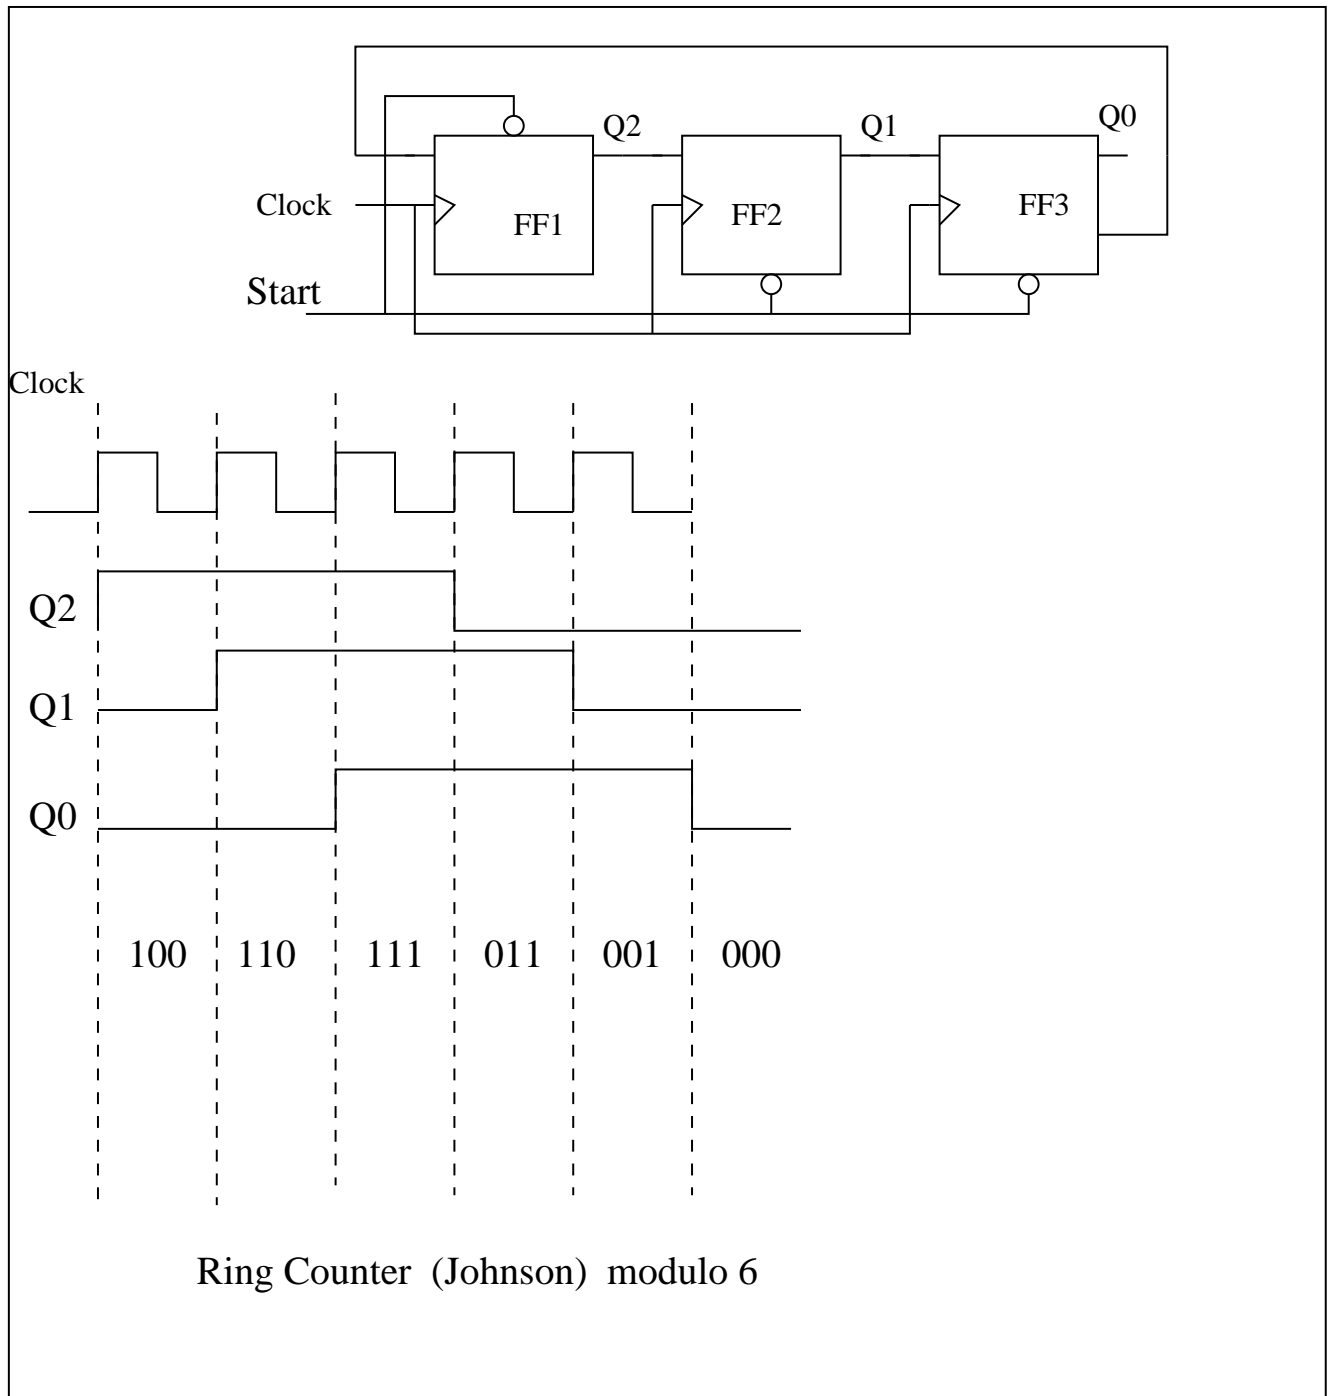 Q2 Q1 Q0
Clock FF1 FF2 FF3
Start
Clock
Q2
Q1
Q0
100 110 111 011 001 000
Ring Counter (Johnson) modulo 6